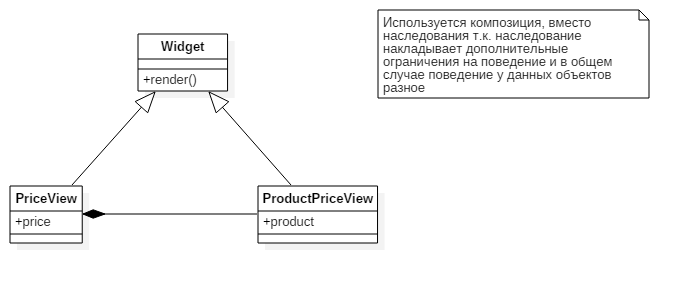 Widget
+render()
Используется композиция, вместо
наследования т.к. наследование
накладывает дополнительные
ограничения на поведение и в общем
случае поведение у данных объектов
разное
PriceView
+price
ProductPriceView
+product